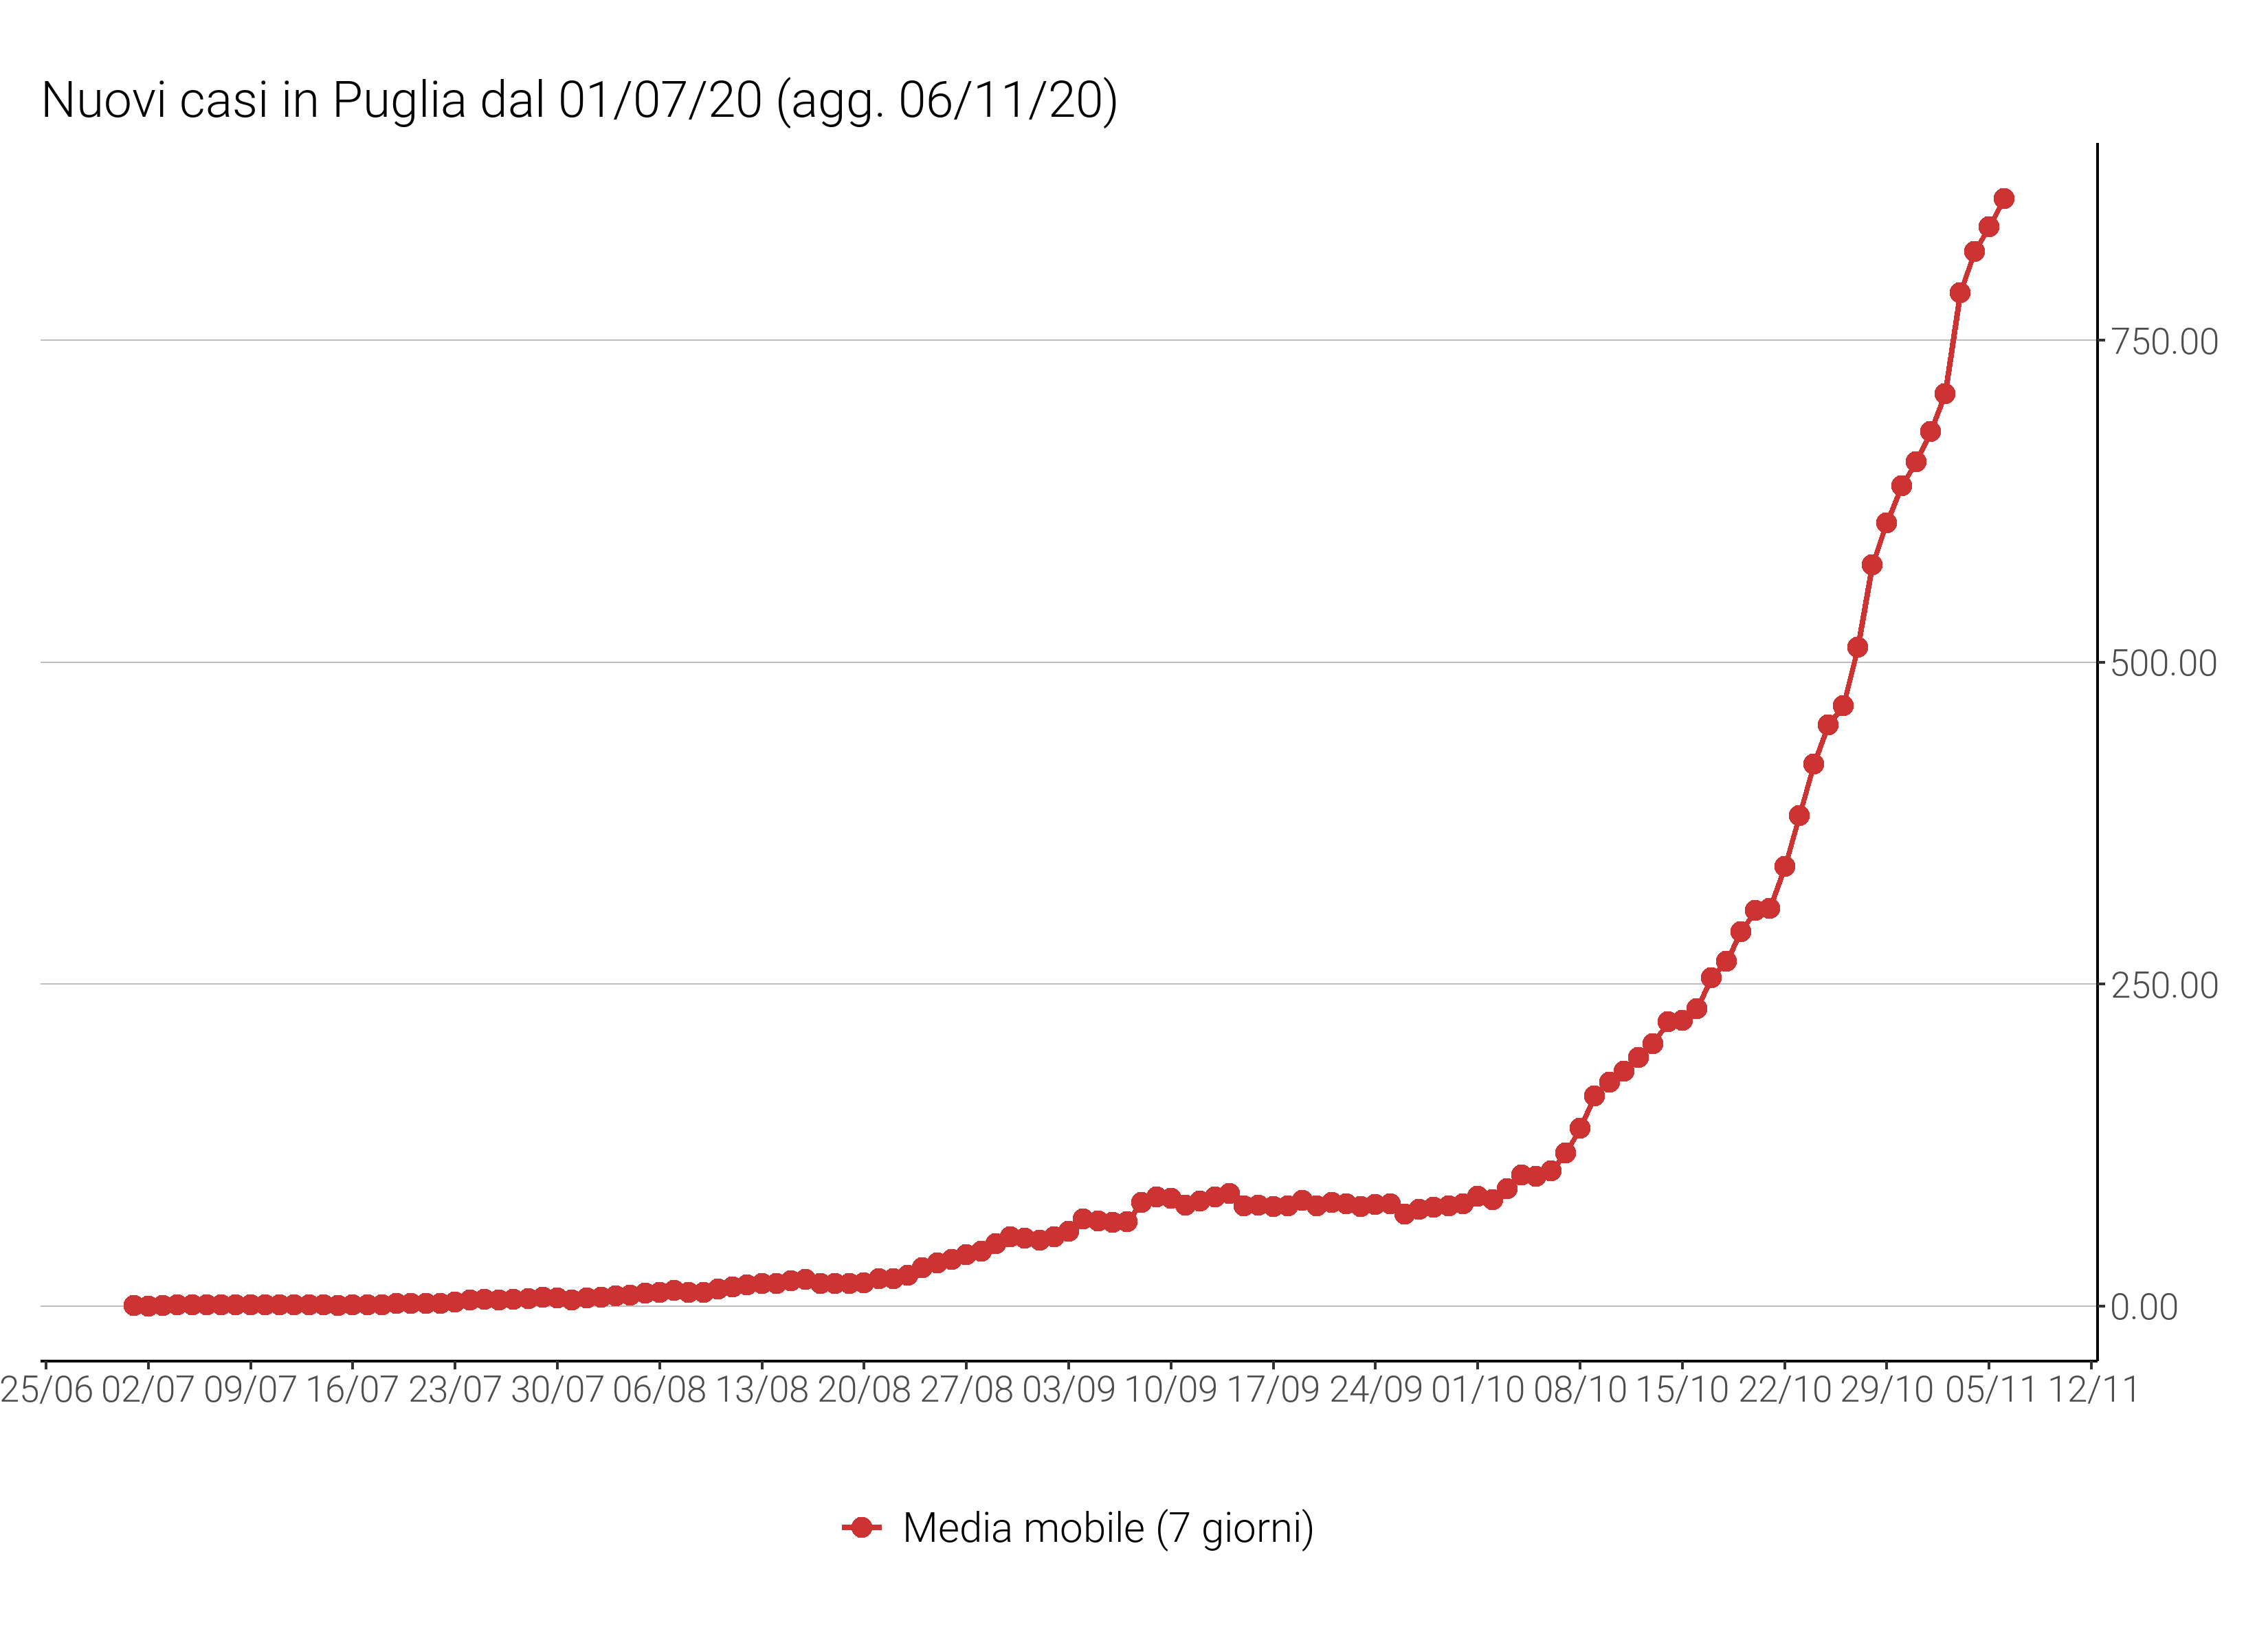 Nuovi casi in Puglia dal 01/07/20 (agg. 06/11/20)
750.00
500.00
250.00
0.00
25/06 02/07 09/07 16/07 23/07 30/07 06/08 13/08 20/08 27/08 03/09 10/09 17/09 24/09 01/10 08/10 15/10 22/10 29/10 05/11 12/11
Media mobile (7 giorni)